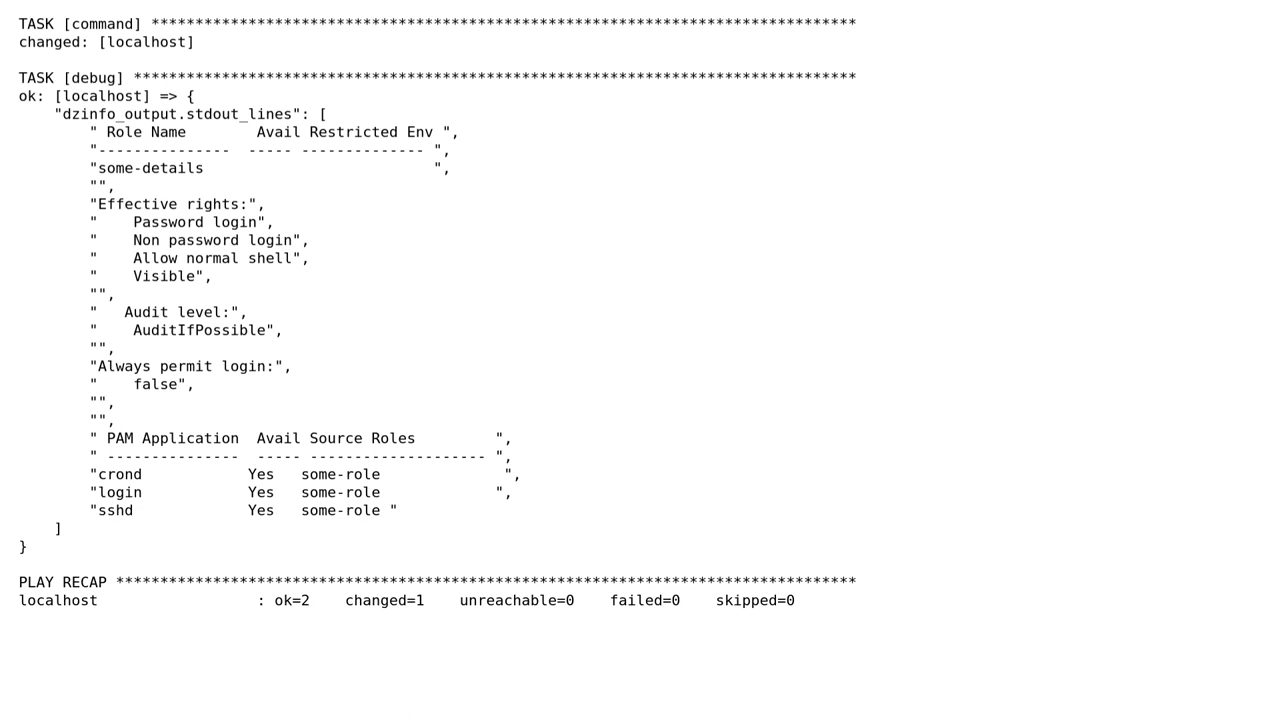 TASK [command] ********************************************************************************
changed: [localhost]

TASK [debug] **********************************************************************************
ok: [localhost] => {
    "dzinfo_output.stdout_lines": [
        " Role Name        Avail Restricted Env ",
        "---------------  ----- -------------- ",
        "some-details                          ",
        "",
        "Effective rights:",
        "    Password login",
        "    Non password login",
        "    Allow normal shell",
        "    Visible",
        "",
        "   Audit level:",
        "    AuditIfPossible",
        "",
        "Always permit login:",
        "    false",
        "",
        "",
        " PAM Application  Avail Source Roles         ",
        " ---------------  ----- -------------------- ",
        "crond            Yes   some-role              ",
        "login            Yes   some-role             ",
        "sshd             Yes   some-role "
    ]
}

PLAY RECAP ************************************************************************************
localhost                  : ok=2    changed=1    unreachable=0    failed=0    skipped=0